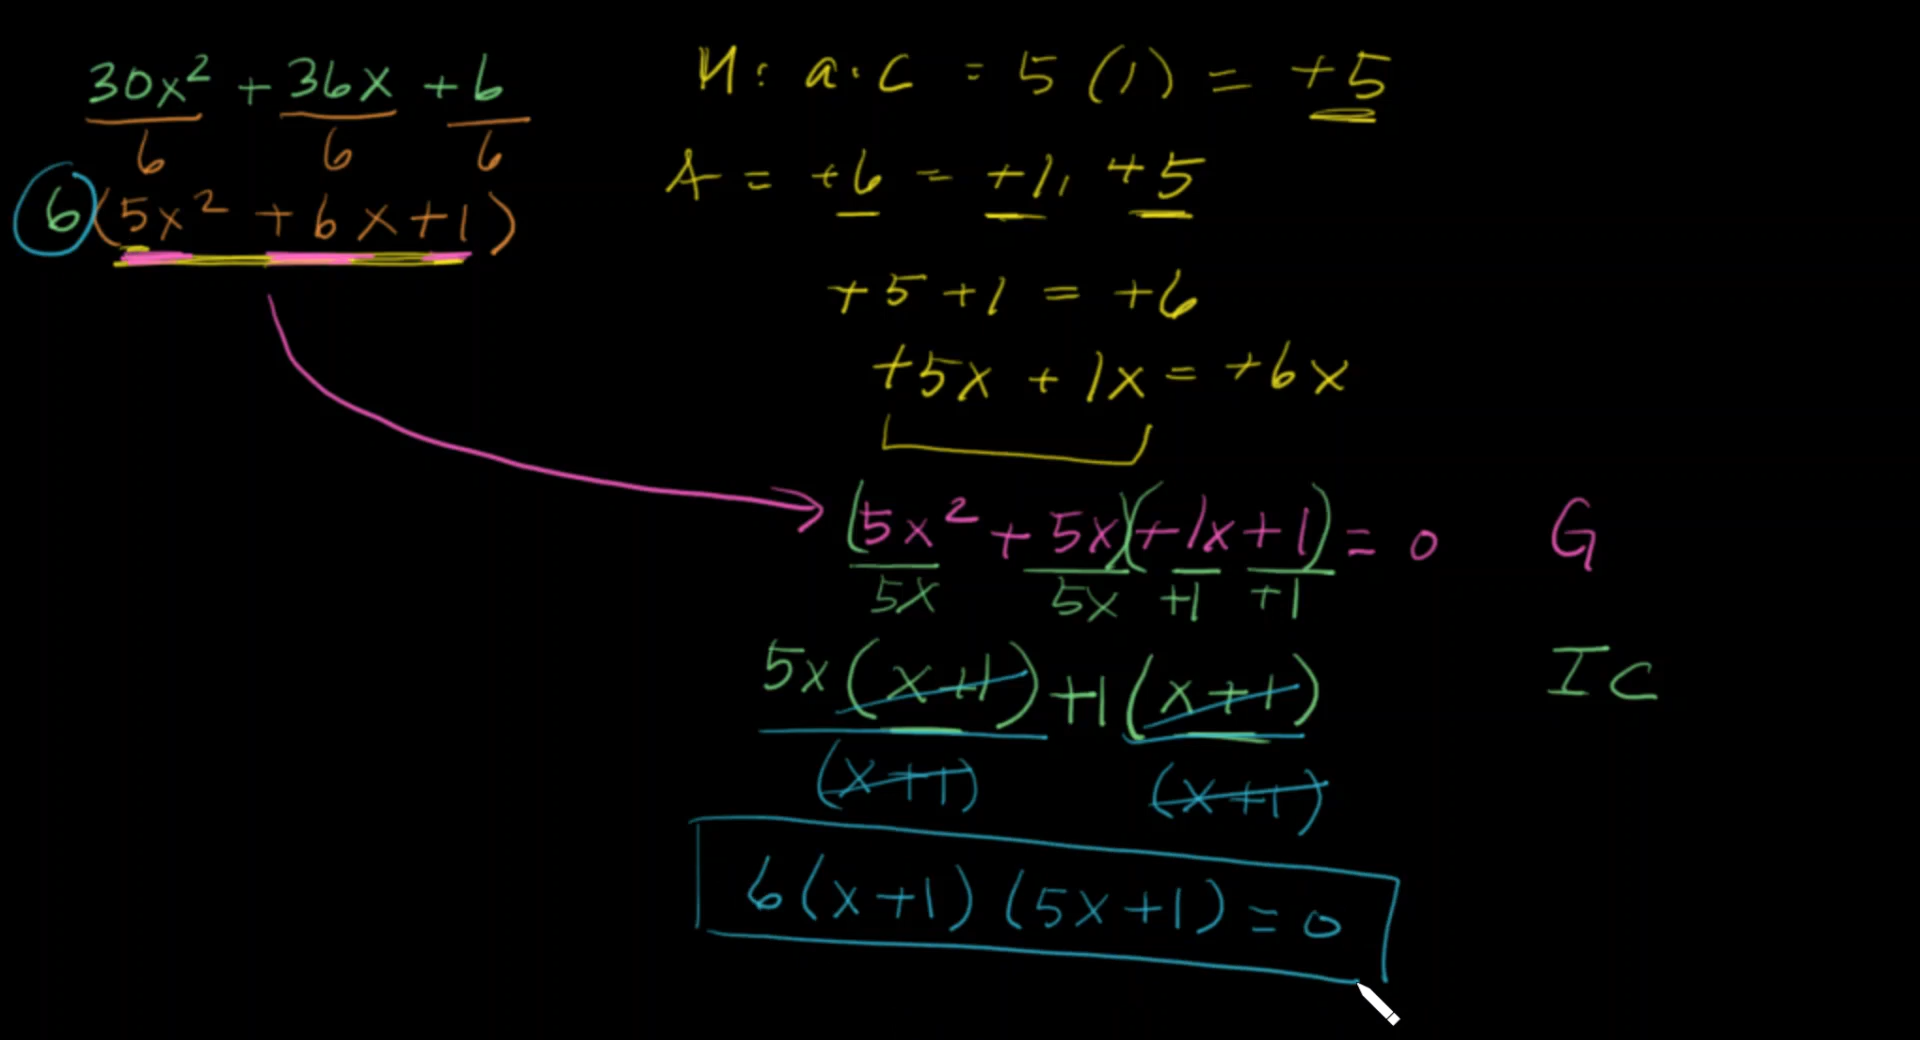 30x² + 36x + 6
6 6 6
6(5x² + 6x + 1)
M: a·c = 5(1) = +5
A = +6 = +1, +5
+5 +1 = +6
+5x + 1x = +6x
(5x² + 5x)(+1x + 1) = 0 G
5x 5x +1 +1
5x(x+1) +1(x+1) IC
(x+1) (x+1)
6(x+1)(5x+1) = 0